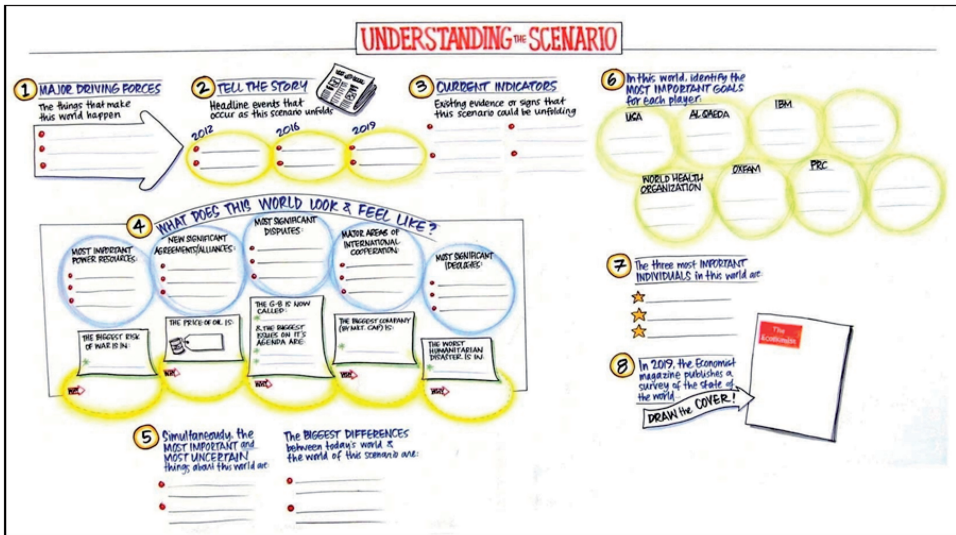 UNDERSTANDING THE SCENARIO
1 MAJOR DRIVING FORCES
The things that make
this world happen
2 TELL THE STORY
Headline events that
occur as this scenario unfolds
2012
2016
2019
3 CURRENT INDICATORS
Existing evidence or signs that
this scenario could be unfolding
4 WHAT DOES THIS WORLD LOOK & FEEL LIKE?
MOST IMPORTANT
POWER RESOURCES:
NEW SIGNIFICANT
AGREEMENTS/ALLIANCES:
MOST SIGNIFICANT
DISPUTES:
MAJOR AREAS OF
INTERNATIONAL
COOPERATION:
MOST SIGNIFICANT
IDEOLOGIES:
THE BIGGEST RISK
OF WAR IS IN:
THE PRICE OF OIL IS:
THE G-8 IS NOW
CALLED:
& THE BIGGEST
ISSUES ON IT'S
AGENDA ARE:
THE BIGGEST COMPANY
(BY MKT. CAP) IS:
THE WORST
HUMANITARIAN
DISASTER IS IN:
WHY?
WHY?
WHY?
WHY?
WHY?
5 Simultaneously, the
MOST IMPORTANT and
MOST UNCERTAIN
things about this world are:
The BIGGEST DIFFERENCES
between today's world &
the world of this scenario are:
6 In this world, identify the
MOST IMPORTANT GOALS
for each player:
USA
AL QAEDA
IBM
WORLD HEALTH
ORGANIZATION
OXFAM
PRC
7 The three most IMPORTANT
INDIVIDUALS in this world are:
8 In 2019, the Economist
magazine publishes a
survey of the state of
the world...
DRAW the COVER!
The
Economist